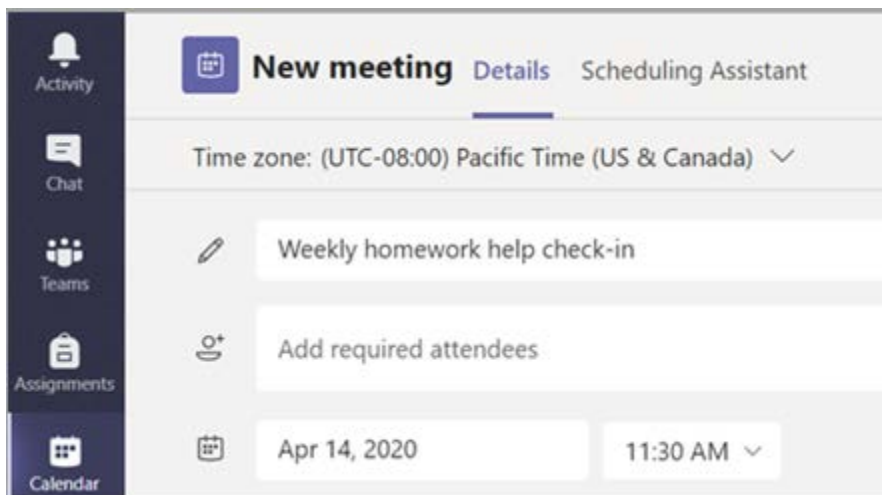 Activity
Chat
Teams
Assignments
Calendar
New meeting Details Scheduling Assistant
Time zone: (UTC-08:00) Pacific Time (US & Canada)
Weekly homework help check-in
Add required attendees
Apr 14, 2020 11:30 AM